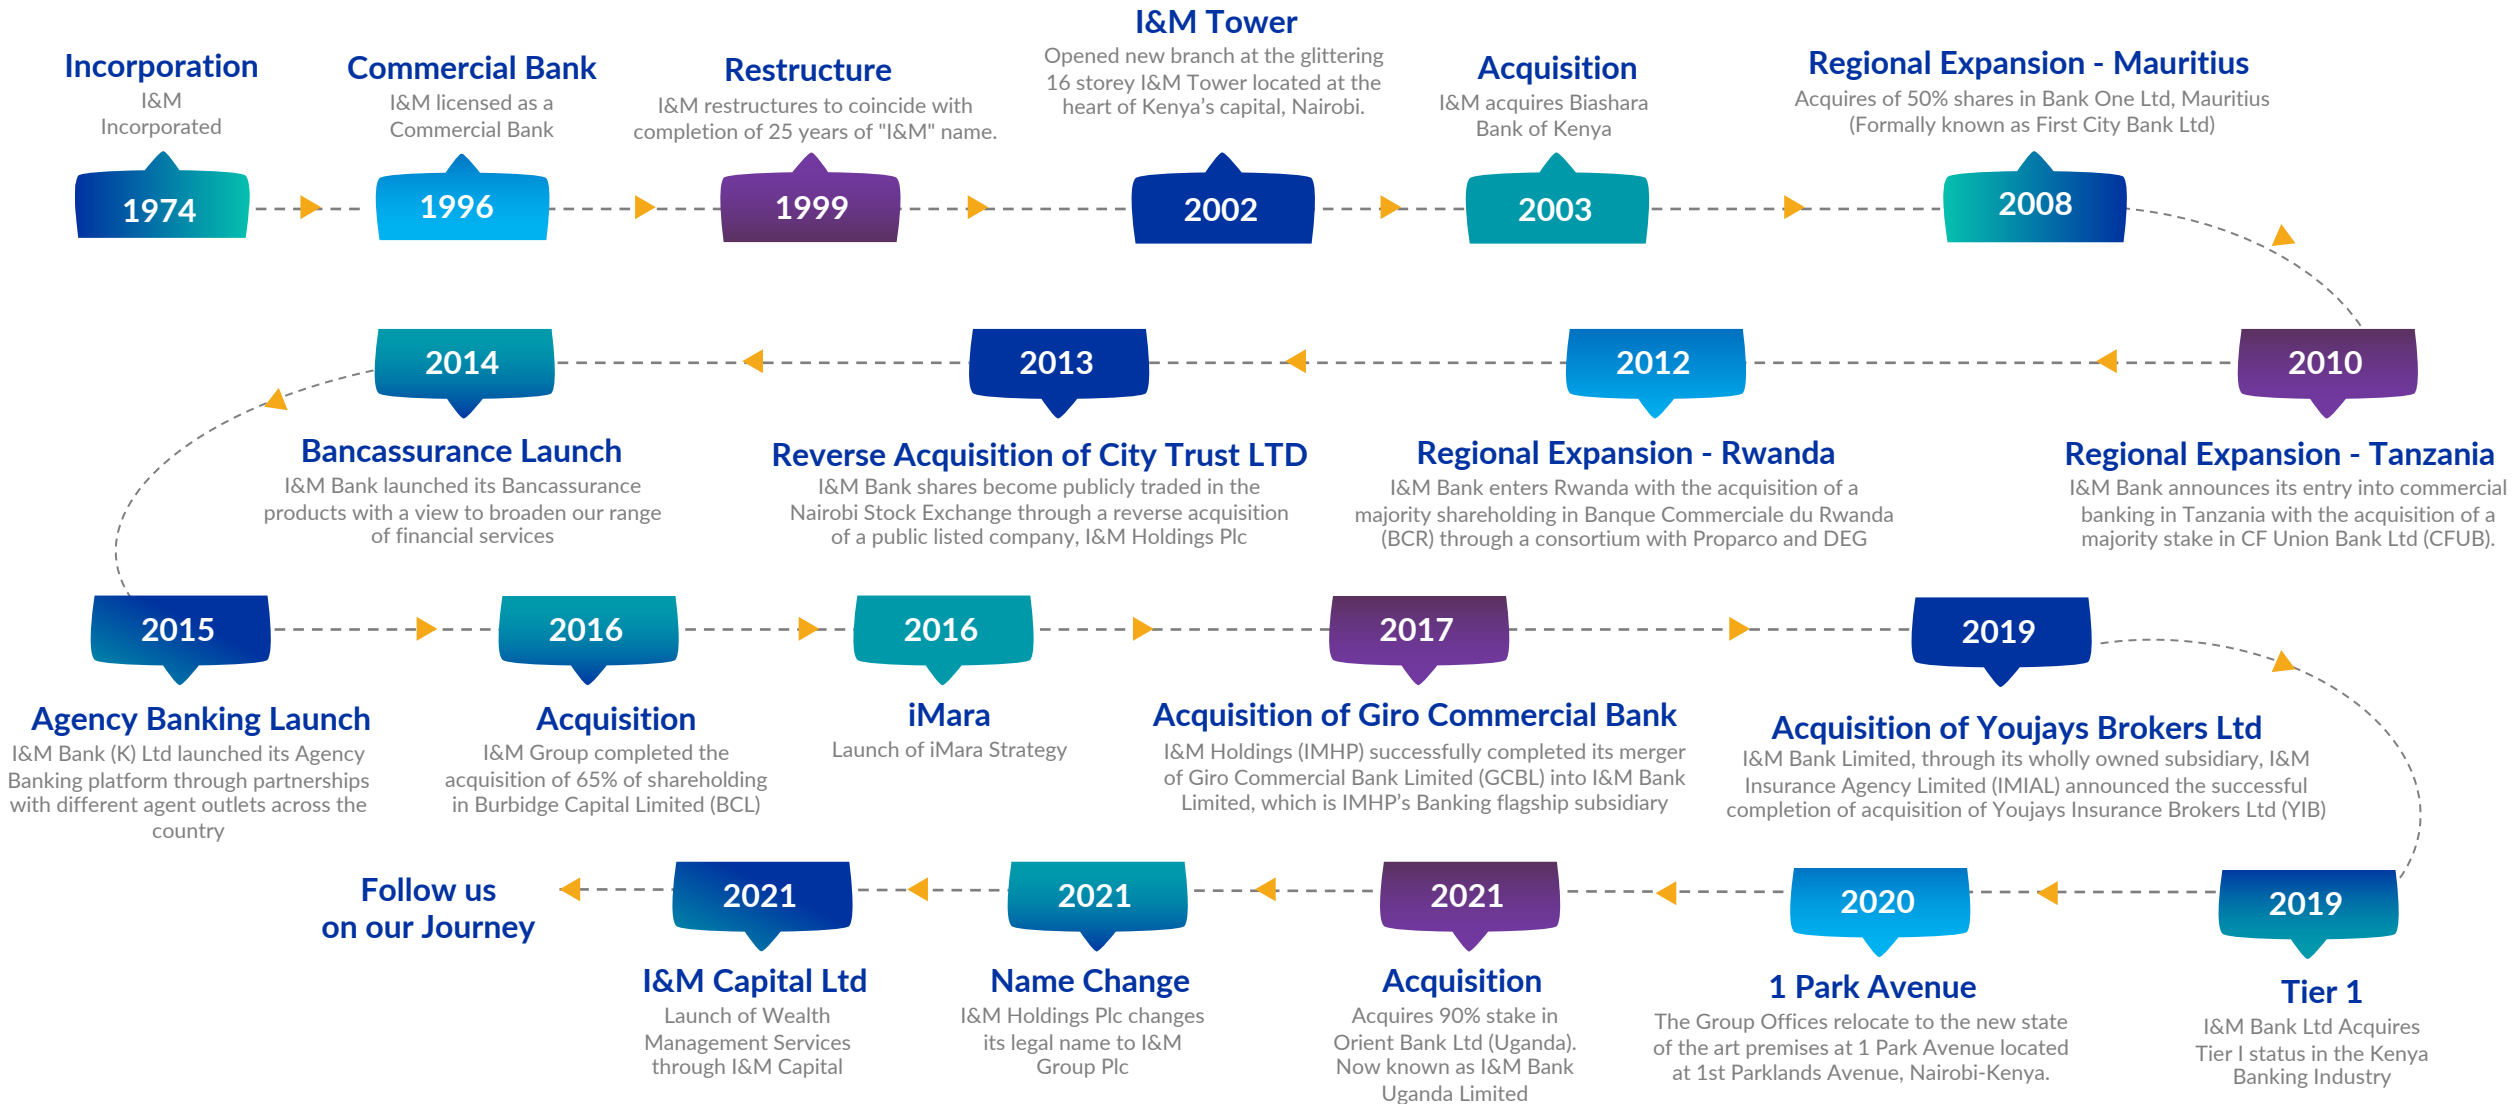 Incorporation
I&M
Incorporated
1974
Commercial Bank
I&M licensed as a
Commercial Bank
1996
Restructure
I&M restructures to coincide with
completion of 25 years of "I&M" name.
1999
I&M Tower
Opened new branch at the glittering
16 storey I&M Tower located at the
heart of Kenya's capital, Nairobi.
2002
Acquisition
I&M acquires Biashara
Bank of Kenya
2003
Regional Expansion - Mauritius
Acquires of 50% shares in Bank One Ltd, Mauritius
(Formally known as First City Bank Ltd)
2008
2010
Regional Expansion - Tanzania
I&M Bank announces its entry into commercial
banking in Tanzania with the acquisition of a
majority stake in CF Union Bank Ltd (CFUB).
2012
Regional Expansion - Rwanda
I&M Bank enters Rwanda with the acquisition of a
majority shareholding in Banque Commerciale du Rwanda
(BCR) through a consortium with Proparco and DEG
2013
Reverse Acquisition of City Trust LTD
I&M Bank shares become publicly traded in the
Nairobi Stock Exchange through a reverse acquisition
of a public listed company, I&M Holdings Plc
2014
Bancassurance Launch
I&M Bank launched its Bancassurance
products with a view to broaden our range
of financial services
2015
Agency Banking Launch
I&M Bank (K) Ltd launched its Agency
Banking platform through partnerships
with different agent outlets across the
country
2016
Acquisition
I&M Group completed the
acquisition of 65% of shareholding
in Burbidge Capital Limited (BCL)
2016
iMara
Launch of iMara Strategy
2017
Acquisition of Giro Commercial Bank
I&M Holdings (IMHP) successfully completed its merger
of Giro Commercial Bank Limited (GCBL) into I&M Bank
Limited, which is IMHP's Banking flagship subsidiary
2019
Acquisition of Youjays Brokers Ltd
I&M Bank Limited, through its wholly owned subsidiary, I&M
Insurance Agency Limited (IMIAL) announced the successful
completion of acquisition of Youjays Insurance Brokers Ltd (YIB)
2019
Tier 1
I&M Bank Ltd Acquires
Tier I status in the Kenya
Banking Industry
2020
1 Park Avenue
The Group Offices relocate to the new state
of the art premises at 1 Park Avenue located
at 1st Parklands Avenue, Nairobi-Kenya.
2021
Acquisition
Acquires 90% stake in
Orient Bank Ltd (Uganda).
Now known as I&M Bank
Uganda Limited
2021
Name Change
I&M Holdings Plc changes
its legal name to I&M
Group Plc
2021
I&M Capital Ltd
Launch of Wealth
Management Services
through I&M Capital
Follow us
on our Journey